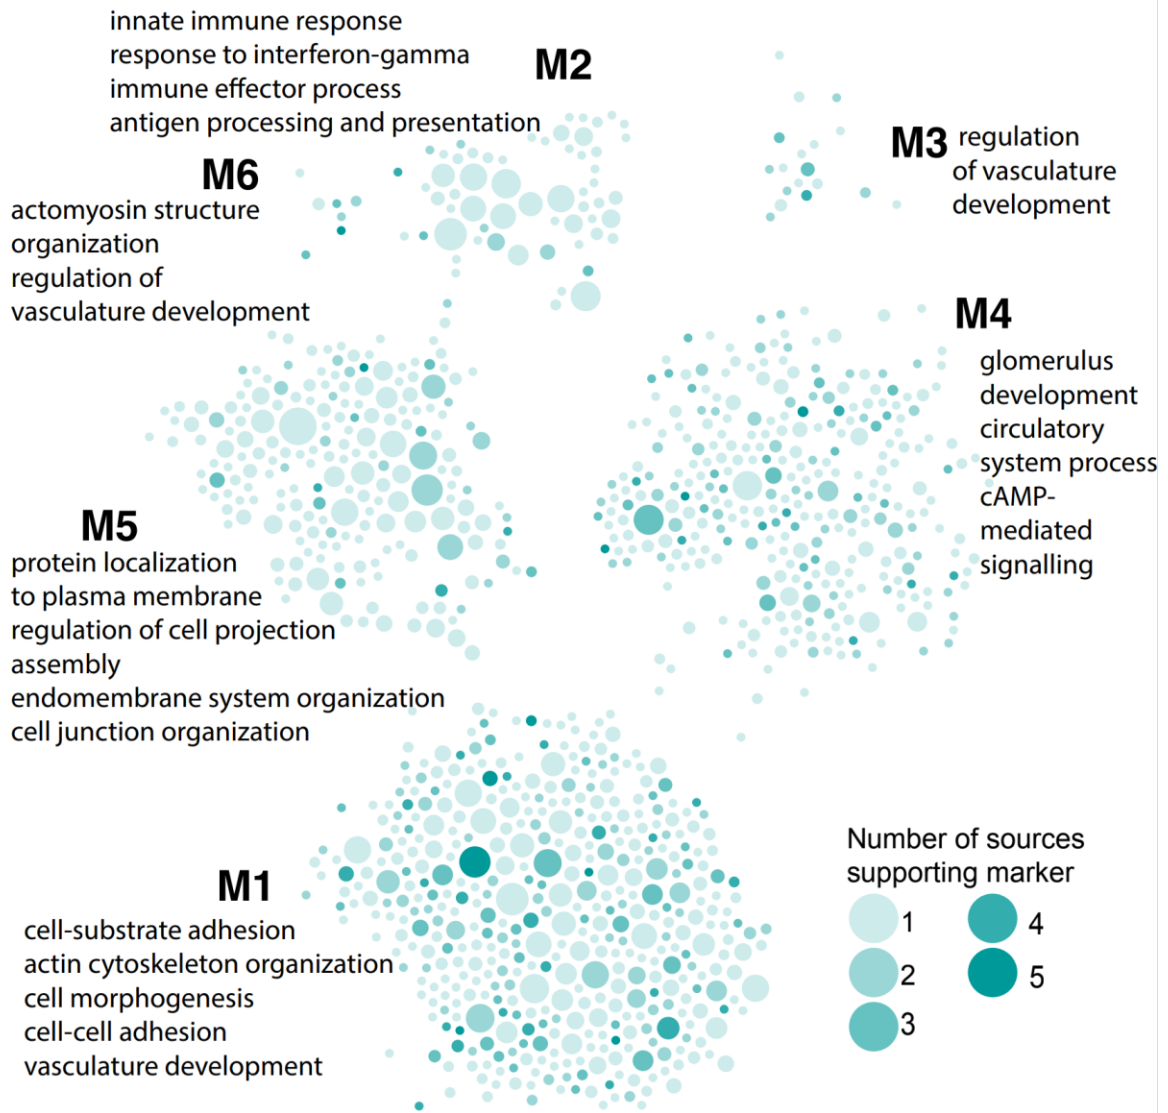 innate immune response
response to interferon-gamma
immune effector process
antigen processing and presentation
M2
M3
regulation
of vasculature
development
M6
actomyosin structure
organization
regulation of
vasculature development
M4
glomerulus
development
circulatory
system process
cAMP-
mediated
signalling
M5
protein localization
to plasma membrane
regulation of cell projection
assembly
endomembrane system organization
cell junction organization
M1
cell-substrate adhesion
actin cytoskeleton organization
cell morphogenesis
cell-cell adhesion
vasculature development
Number of sources
supporting marker
1
2
3
4
5